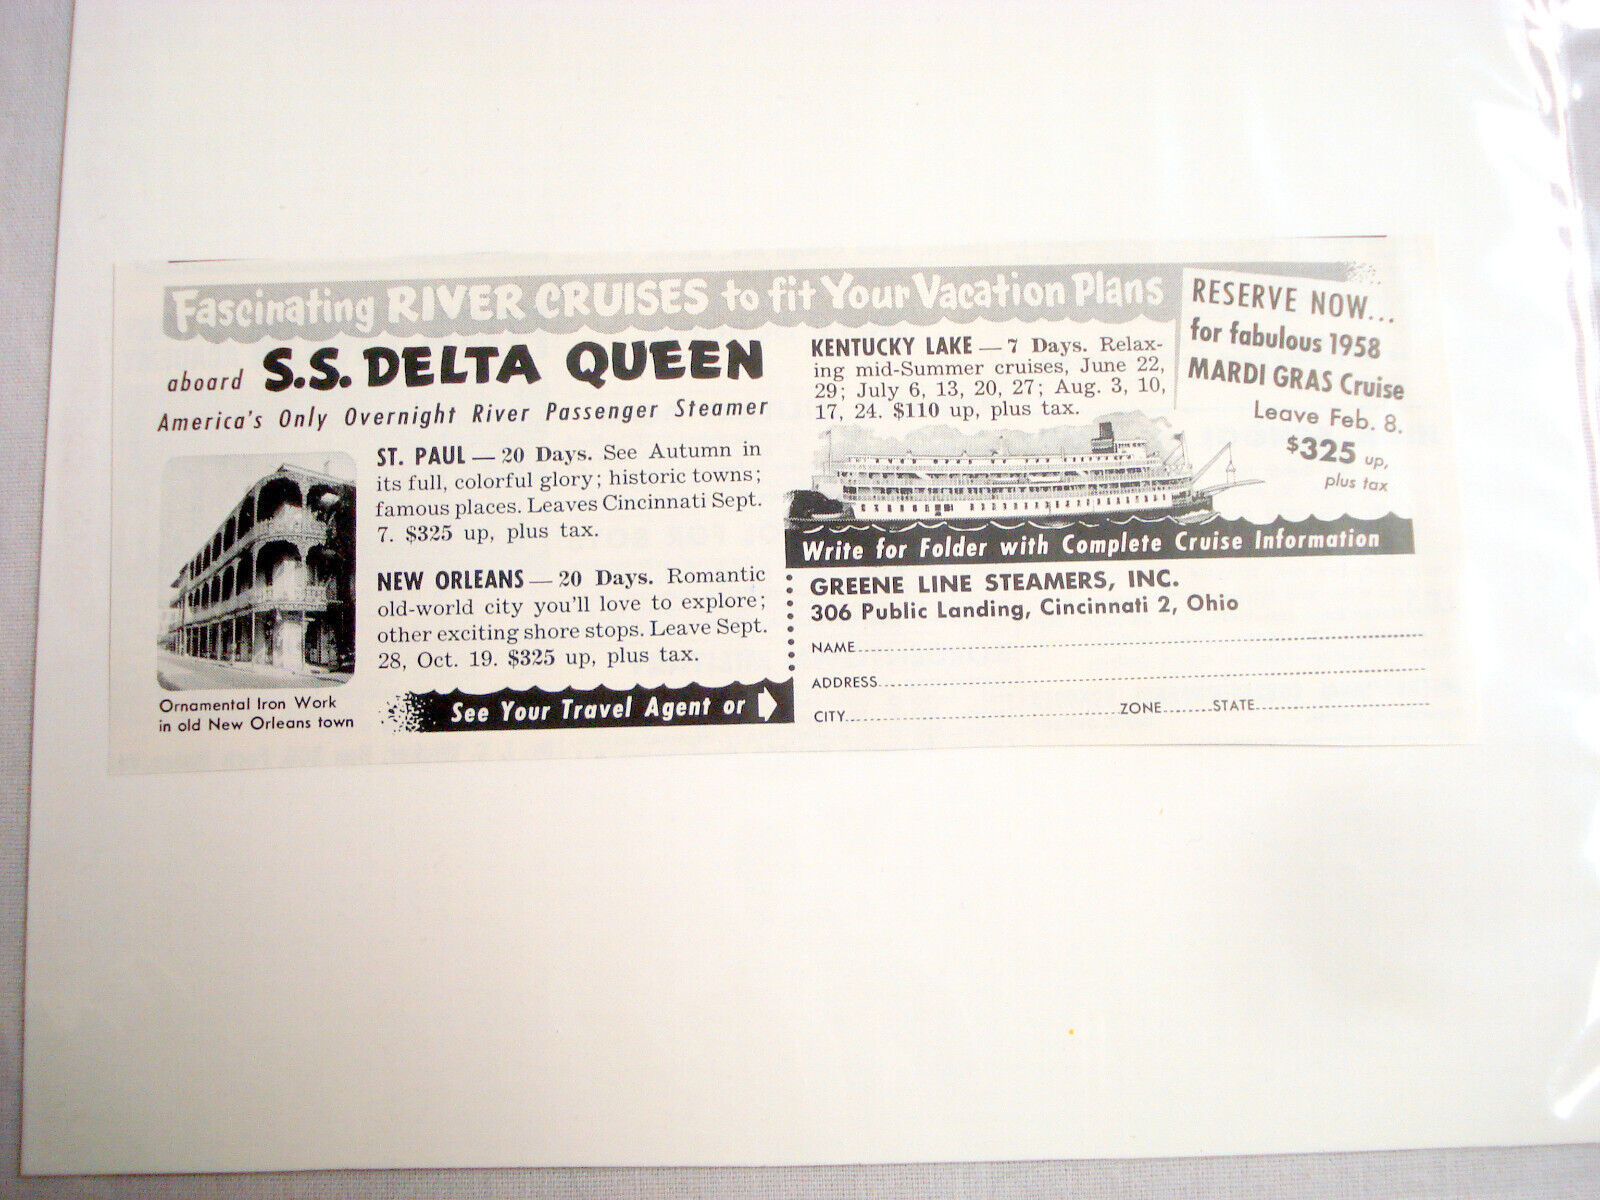 Fascinating RIVER CRUISES to fit Your Vacation Plans
aboard S.S. DELTA QUEEN
America's Only Overnight River Passenger Steamer
ST. PAUL — 20 Days. See Autumn in
its full, colorful glory; historic towns;
famous places. Leaves Cincinnati Sept.
7. $325 up, plus tax.
NEW ORLEANS — 20 Days. Romantic
old-world city you'll love to explore;
other exciting shore stops. Leave Sept.
28, Oct. 19. $325 up, plus tax.
Ornamental Iron Work
in old New Orleans town
See Your Travel Agent or
KENTUCKY LAKE — 7 Days. Relax-
ing mid-Summer cruises, June 22,
29; July 6, 13, 20, 27; Aug. 3, 10,
17, 24. $110 up, plus tax.
RESERVE NOW...
for fabulous 1958
MARDI GRAS Cruise
Leave Feb. 8.
$325 up,
plus tax
Write for Folder with Complete Cruise Information
GREENE LINE STEAMERS, INC.
306 Public Landing, Cincinnati 2, Ohio
NAME
ADDRESS
CITY ZONE STATE